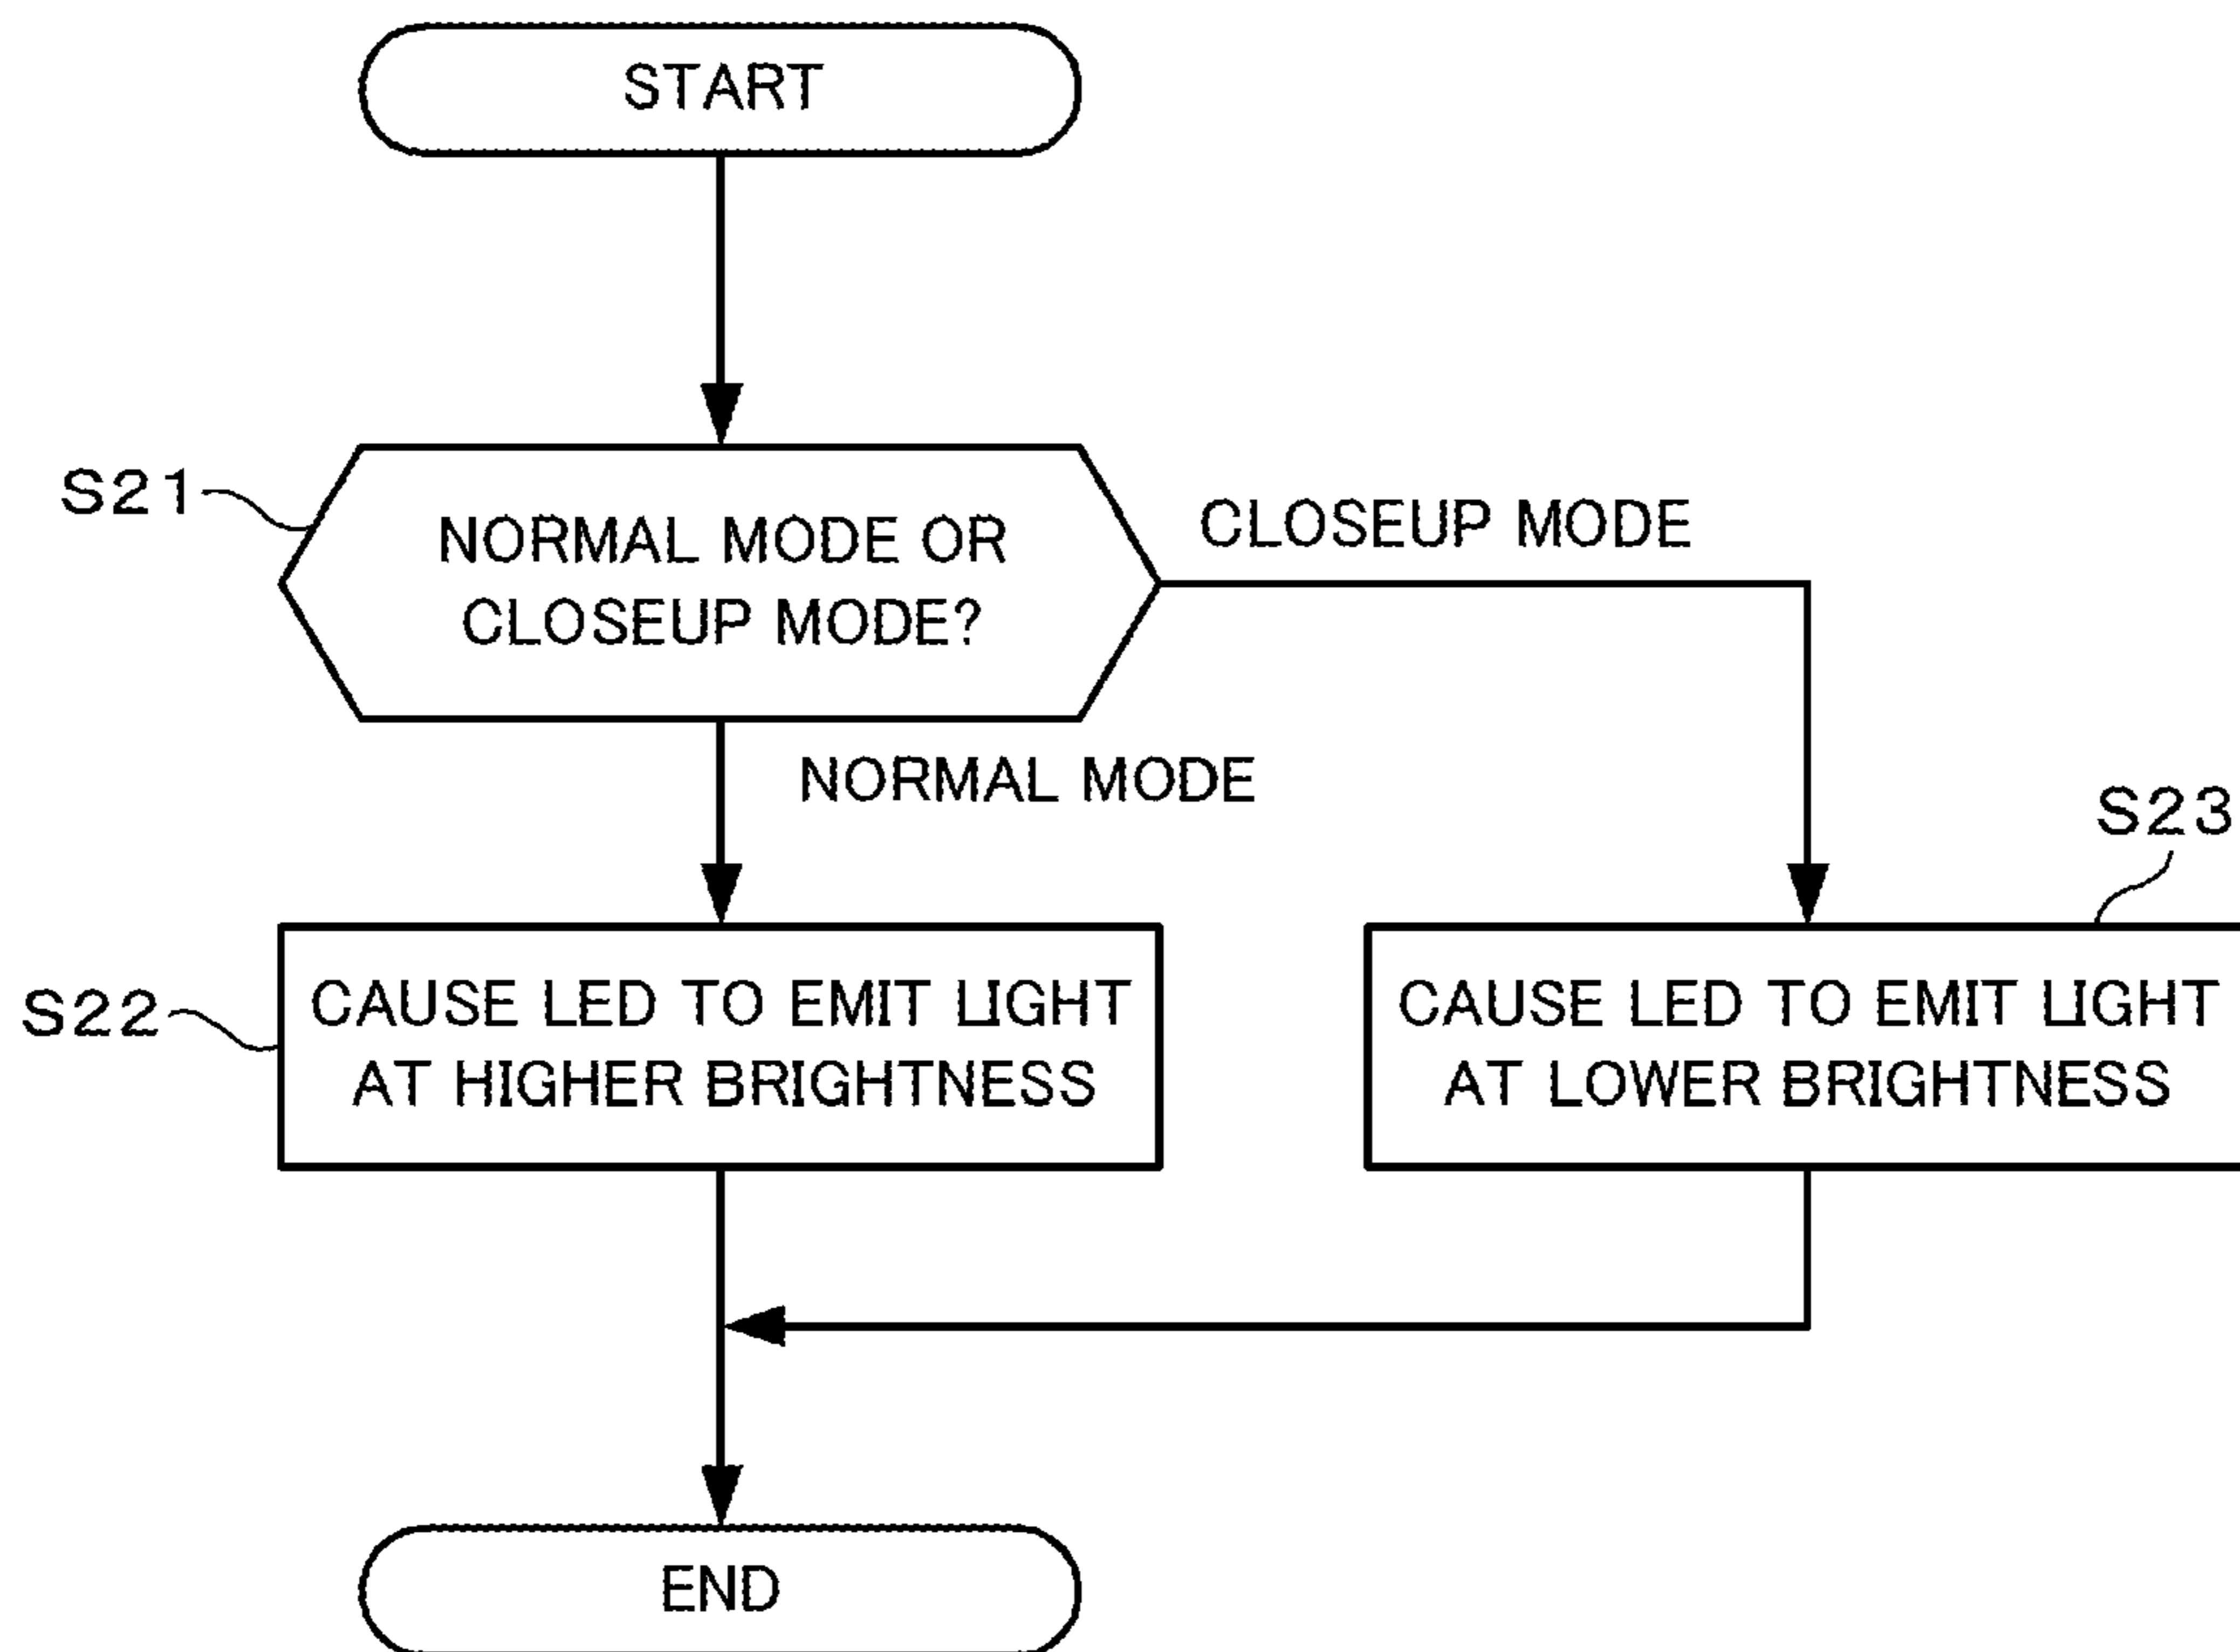 START
S21
NORMAL MODE OR
CLOSEUP MODE?
CLOSEUP MODE
NORMAL MODE
S22
CAUSE LED TO EMIT LIGHT
AT HIGHER BRIGHTNESS
S23
CAUSE LED TO EMIT LIGHT
AT LOWER BRIGHTNESS
END